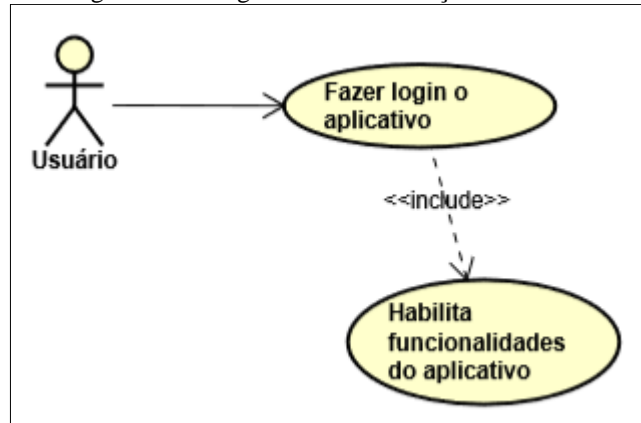 Fazer login o
aplicativo
Usuário
<<include>>
Habilita
funcionalidades
do aplicativo